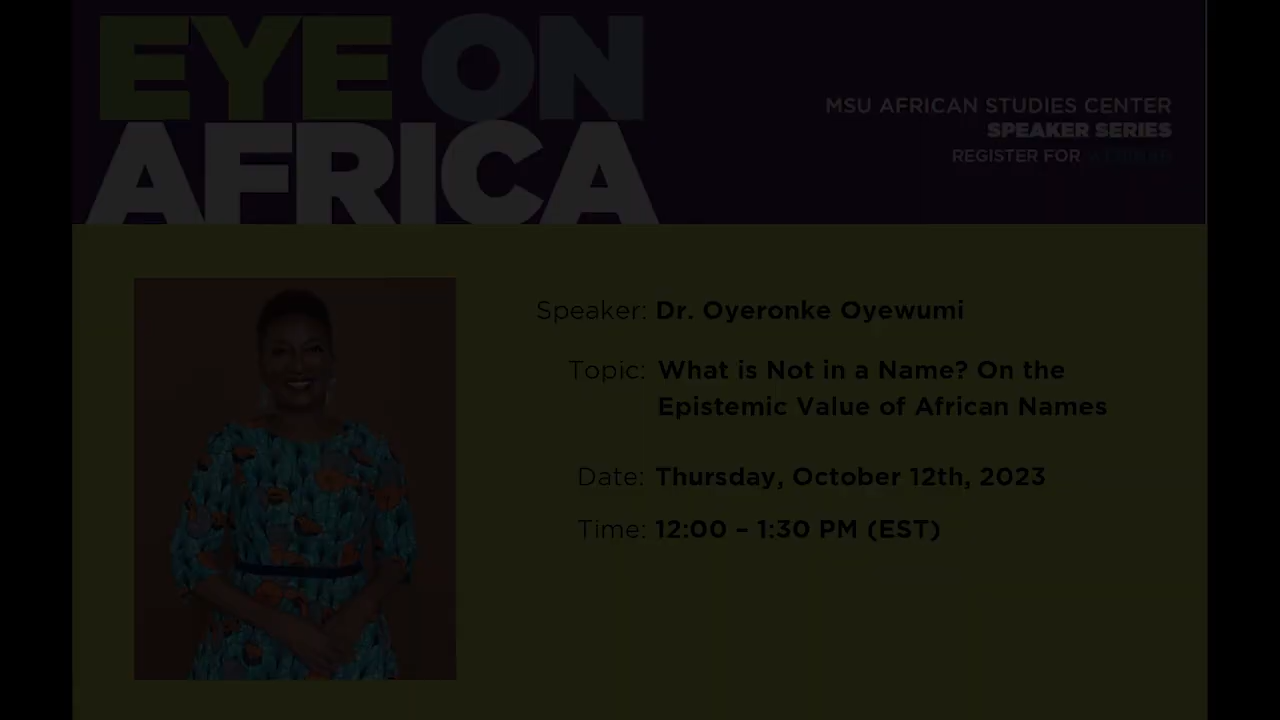 EYE ON
AFRICA
MSU AFRICAN STUDIES CENTER
SPEAKER SERIES
REGISTER FOR
Speaker: Dr. Oyeronke Oyewumi
Topic: What is Not in a Name? On the
Epistemic Value of African Names
Date: Thursday, October 12th, 2023
Time: 12:00 – 1:30 PM (EST)